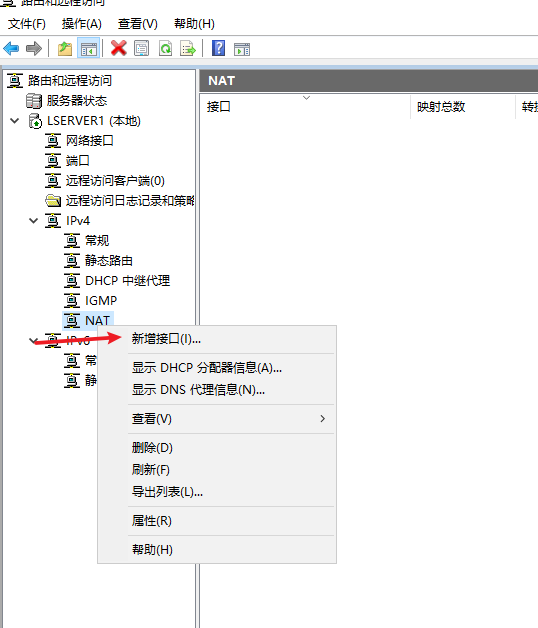 路由和远程访问
文件(F) 操作(A) 查看(V) 帮助(H)
路由和远程访问
服务器状态
LSERVER1 (本地)
网络接口
端口
远程访问客户端(0)
远程访问日志记录和策略
IPv4
常规
静态路由
DHCP 中继代理
IGMP
NAT
IPv6
常
静
NAT
接口 映射总数 转
新增接口(I)...
显示 DHCP 分配器信息(A)...
显示 DNS 代理信息(N)...
查看(V)
删除(D)
刷新(F)
导出列表(L)...
属性(R)
帮助(H)